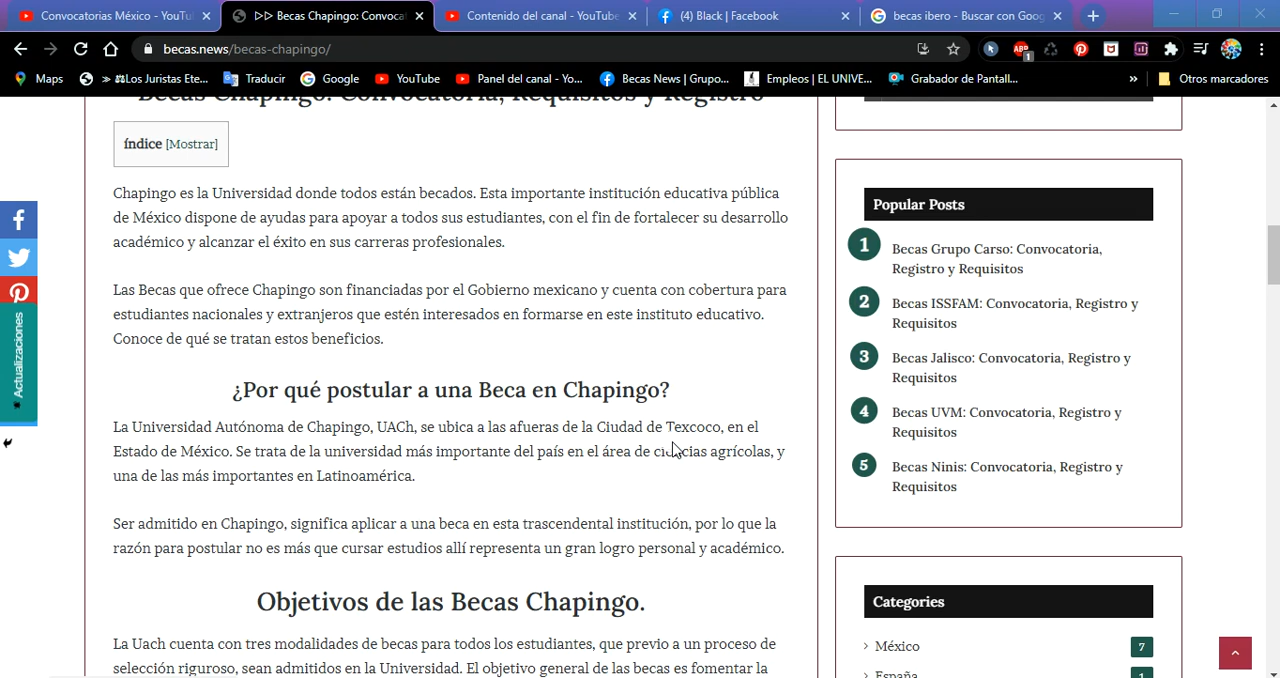 Convocatorias México - YouTu
▷▷ Becas Chapingo: Convoca
Contenido del canal - YouTube
(4) Black | Facebook
becas ibero - Buscar con Goog
becas.news/becas-chapingo/
ABP
1
Maps
» ⚖Los Juristas Ete...
Traducir
Google
YouTube
Panel del canal - Yo...
Becas News | Grupo...
Empleos | EL UNIVE...
Grabador de Pantall...
»
Otros marcadores
Becas Chapingo: Convocatoria, Requisitos y Registro
índice [Mostrar]
Chapingo es la Universidad donde todos están becados. Esta importante institución educativa pública
de México dispone de ayudas para apoyar a todos sus estudiantes, con el fin de fortalecer su desarrollo
académico y alcanzar el éxito en sus carreras profesionales.
Las Becas que ofrece Chapingo son financiadas por el Gobierno mexicano y cuenta con cobertura para
estudiantes nacionales y extranjeros que estén interesados en formarse en este instituto educativo.
Conoce de qué se tratan estos beneficios.
¿Por qué postular a una Beca en Chapingo?
La Universidad Autónoma de Chapingo, UACh, se ubica a las afueras de la Ciudad de Texcoco, en el
Estado de México. Se trata de la universidad más importante del país en el área de ciencias agrícolas, y
una de las más importantes en Latinoamérica.
Ser admitido en Chapingo, significa aplicar a una beca en esta trascendental institución, por lo que la
razón para postular no es más que cursar estudios allí representa un gran logro personal y académico.
Objetivos de las Becas Chapingo.
La Uach cuenta con tres modalidades de becas para todos los estudiantes, que previo a un proceso de
selección riguroso, sean admitidos en la Universidad. El objetivo general de las becas es fomentar la
Actualizaciones
Popular Posts
1 Becas Grupo Carso: Convocatoria,
Registro y Requisitos
2 Becas ISSFAM: Convocatoria, Registro y
Requisitos
3 Becas Jalisco: Convocatoria, Registro y
Requisitos
4 Becas UVM: Convocatoria, Registro y
Requisitos
5 Becas Ninis: Convocatoria, Registro y
Requisitos
Categories
México 7
España 1